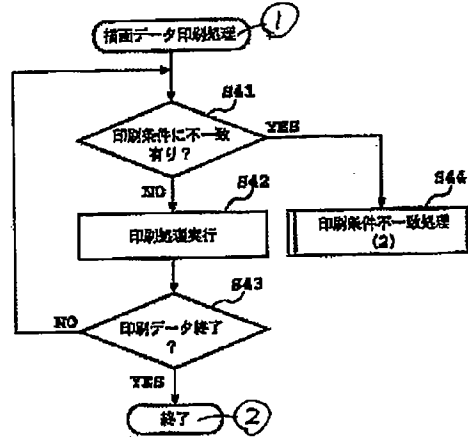 描画データ印刷処理
1
S41
印刷条件に不一致
有り？
YES
NO
S42
S44
印刷処理実行
印刷条件不一致処理
(2)
S43
印刷データ終了
？
NO
YES
終了
2